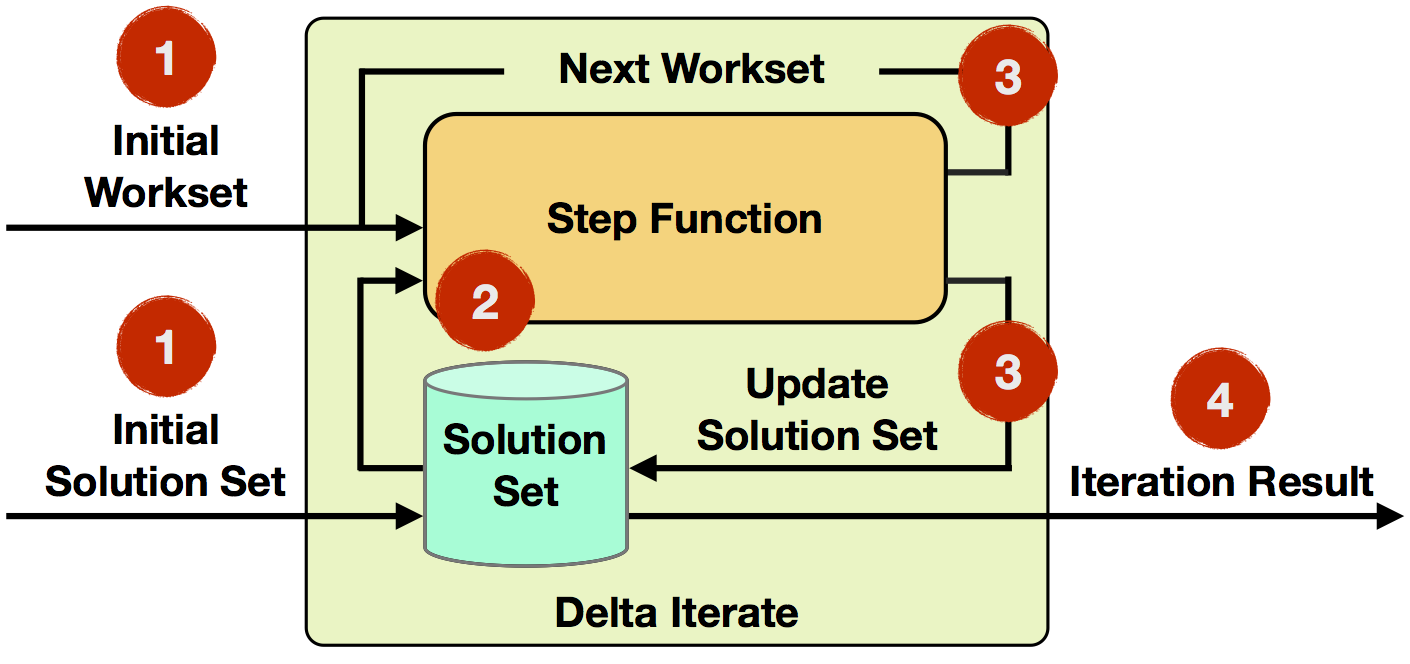 1
Initial
Workset
Next Workset
3
Step Function
2
1
Initial
Solution Set
Solution
Set
Update
Solution Set
3
4
Iteration Result
Delta Iterate